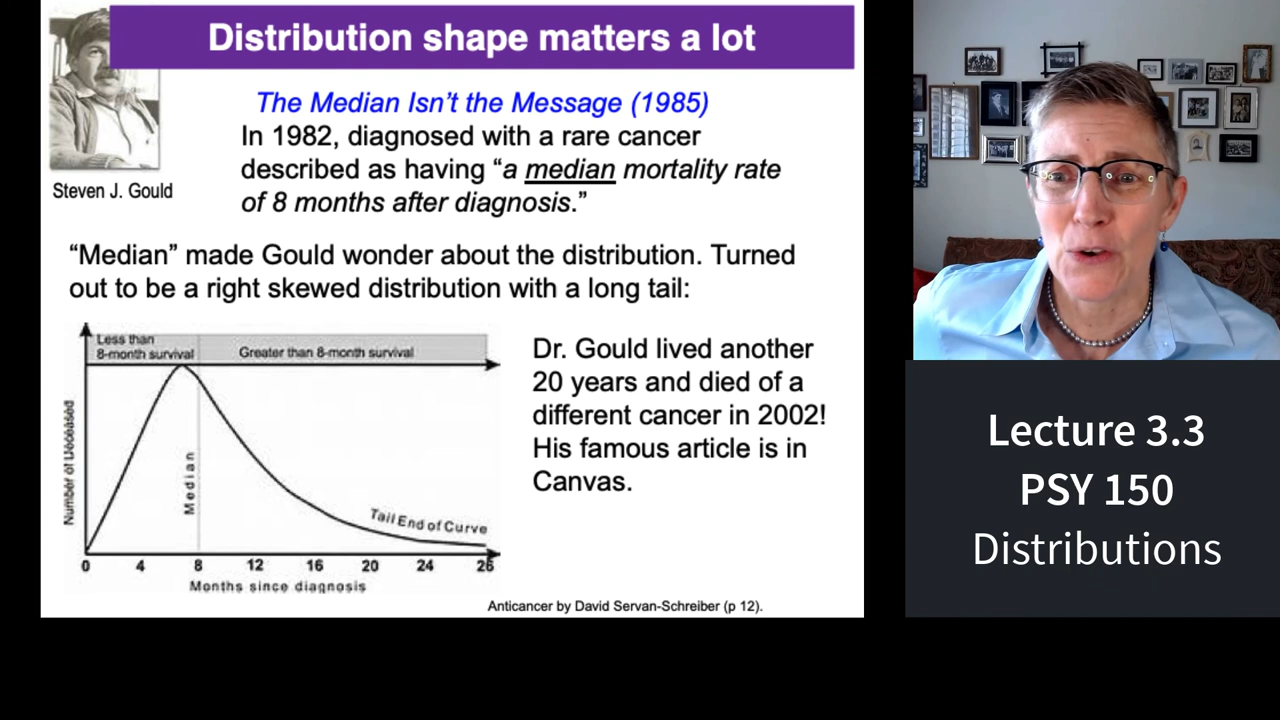 Distribution shape matters a lot
The Median Isn't the Message (1985)
In 1982, diagnosed with a rare cancer
described as having “a median mortality rate
of 8 months after diagnosis.”
Steven J. Gould
“Median” made Gould wonder about the distribution. Turned
out to be a right skewed distribution with a long tail:
Less than
8-month survival
Greater than 8-month survival
Number of Deceased
Median
Tail End of Curve
0 4 8 12 16 20 24 26
Months since diagnosis
Dr. Gould lived another
20 years and died of a
different cancer in 2002!
His famous article is in
Canvas.
Anticancer by David Servan-Schreiber (p 12).
Lecture 3.3
PSY 150
Distributions